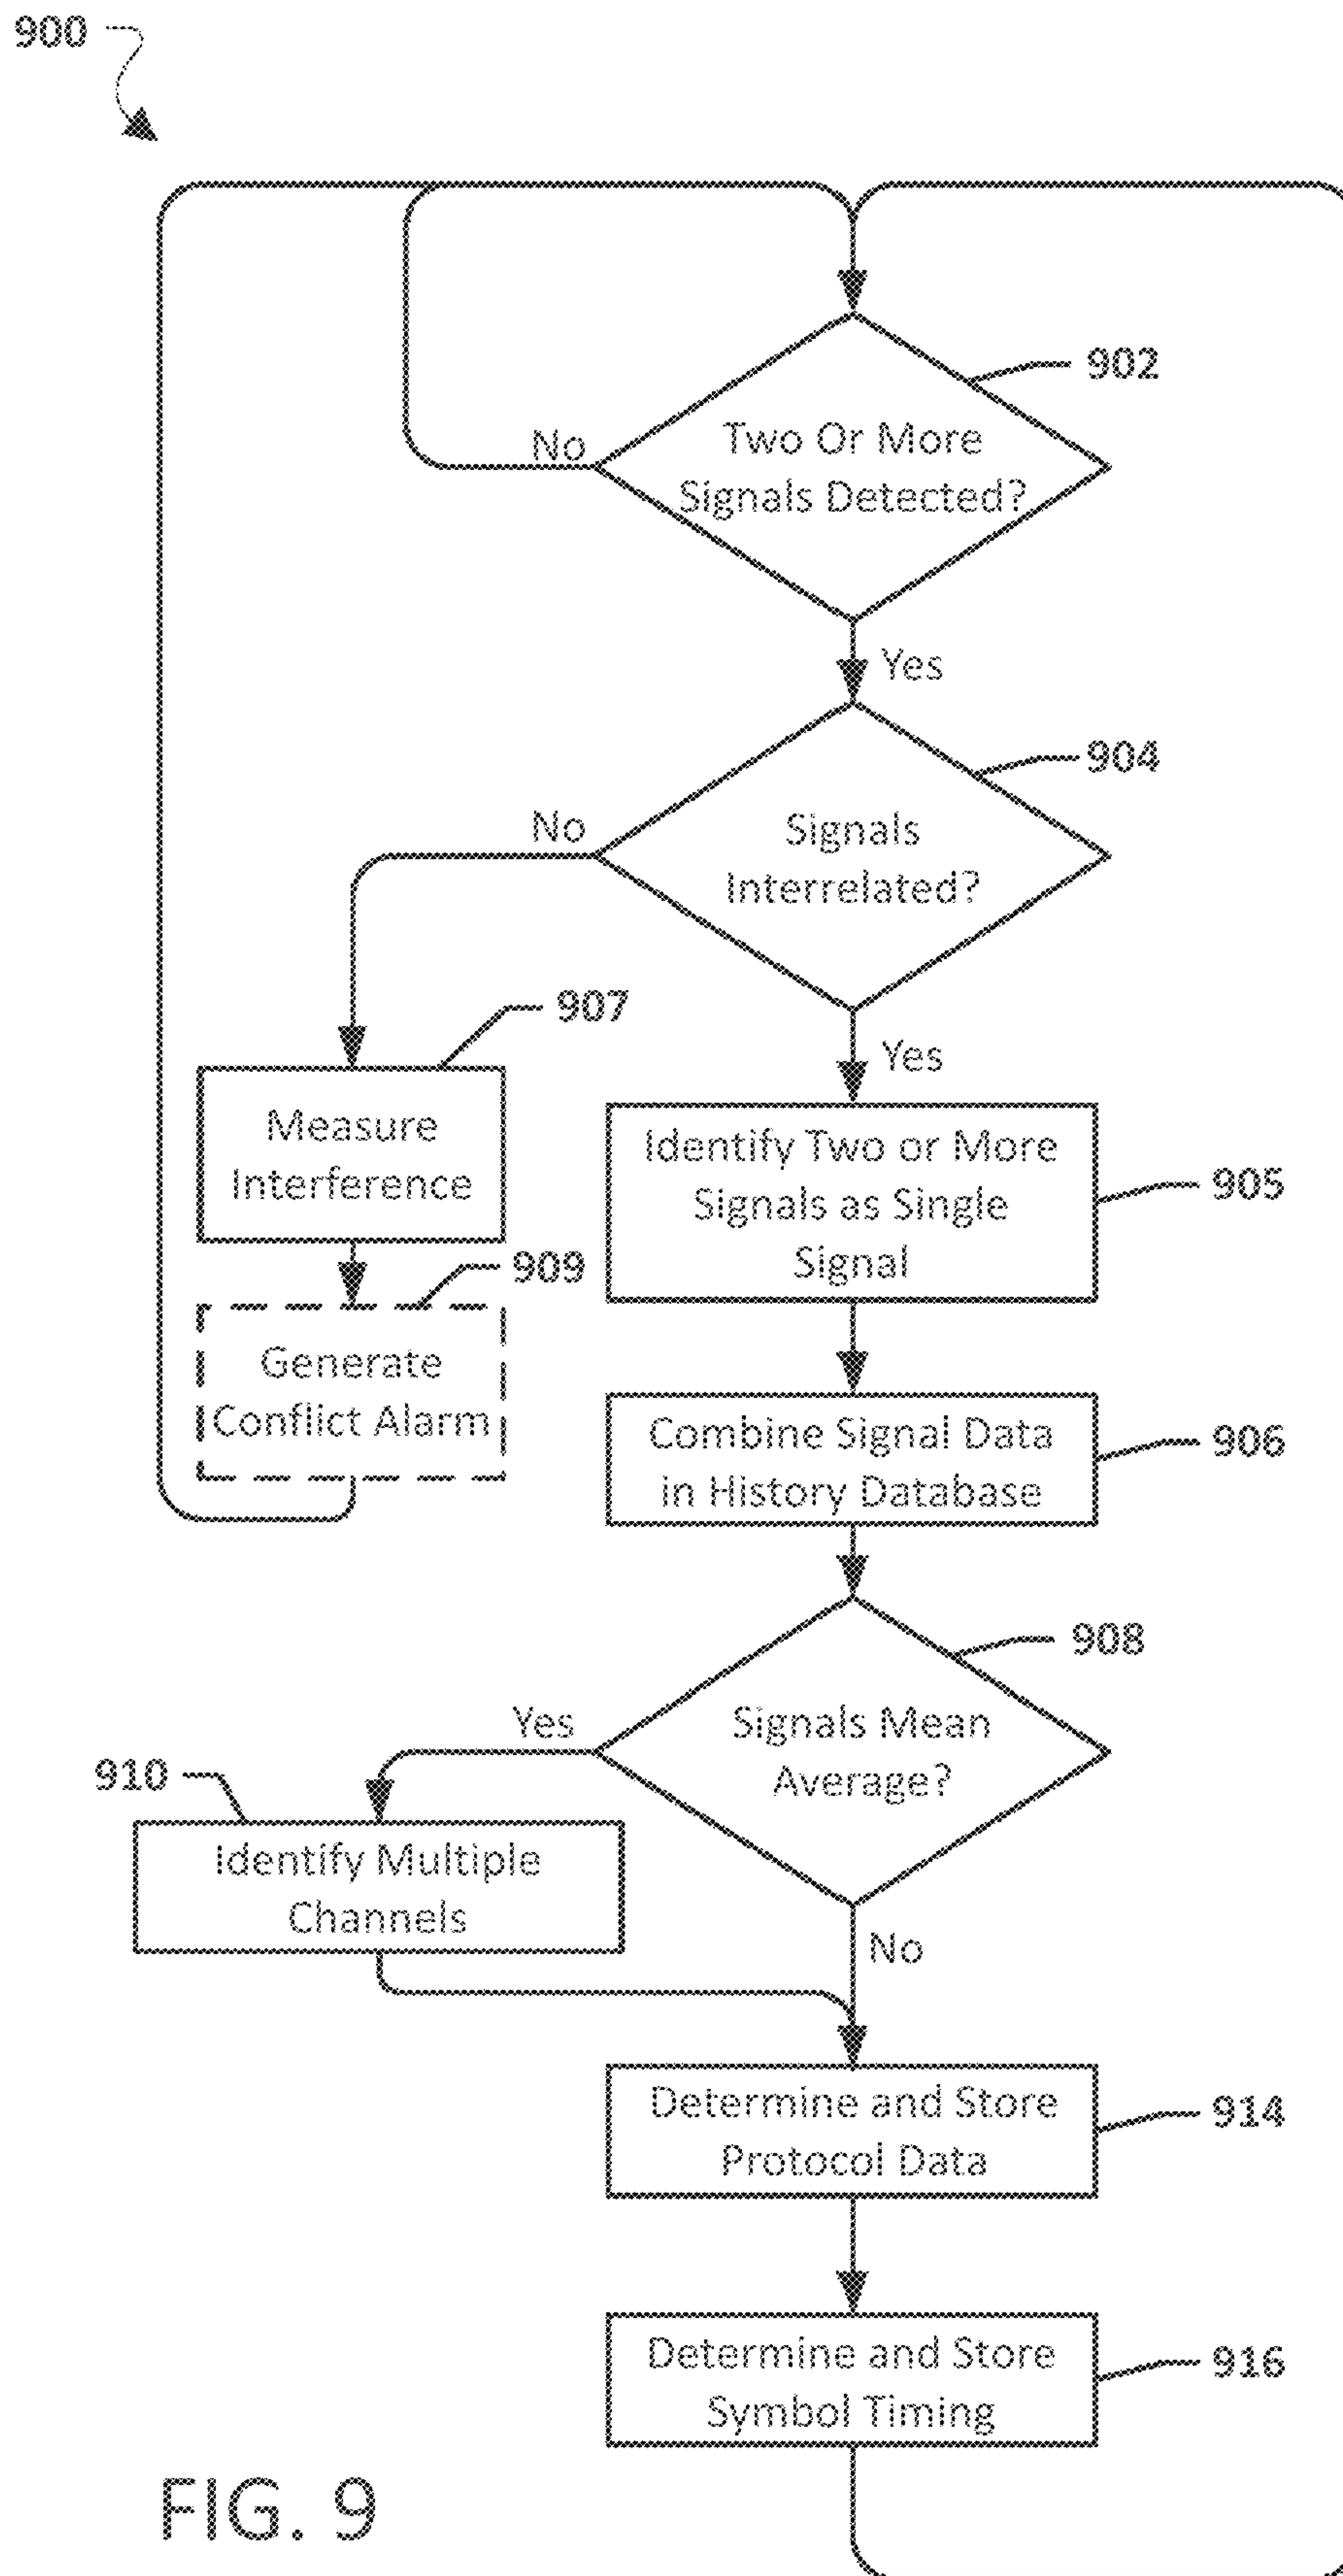 900
902
Two Or More
Signals Detected?
No
Yes
904
Signals
Interrelated?
No
Yes
907
Measure
Interference
905
Identify Two or More
Signals as Single
Signal
909
Generate
Conflict Alarm
906
Combine Signal Data
in History Database
908
Signals Mean
Average?
Yes
910
Identify Multiple
Channels
No
914
Determine and Store
Protocol Data
916
Determine and Store
Symbol Timing
FIG. 9